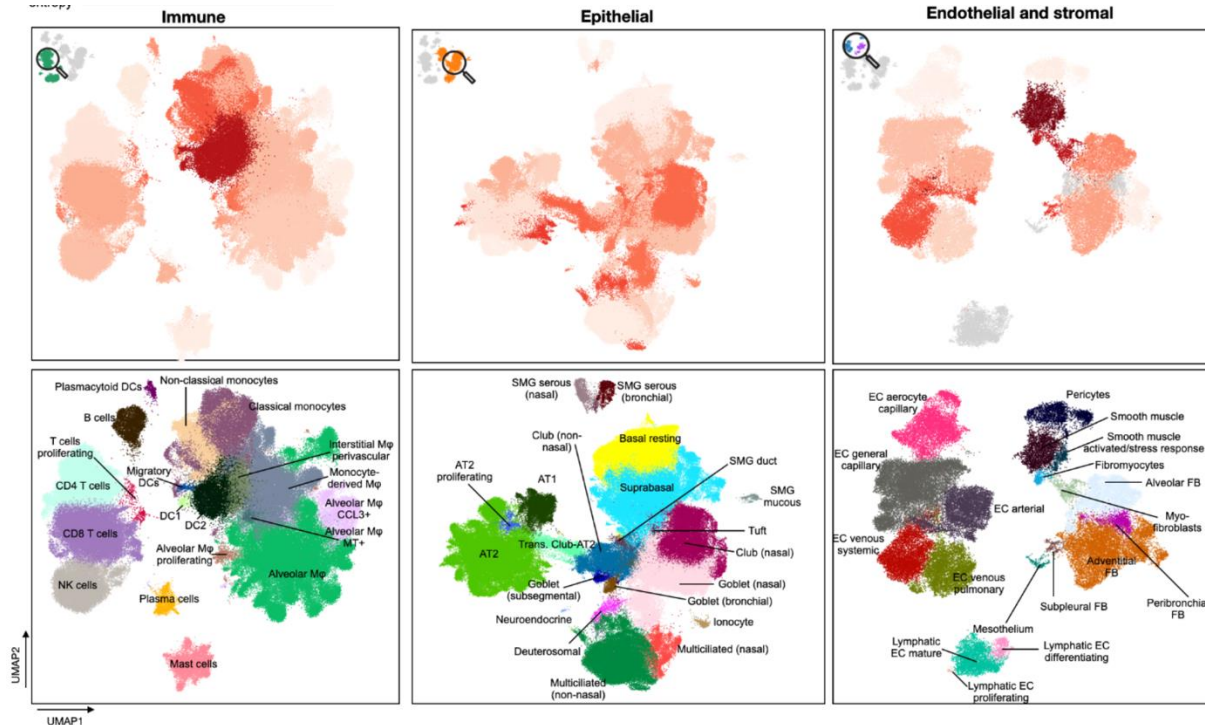 entropy
Immune
Epithelial
Endothelial and stromal
Plasmacytoid DCs
Non-classical monocytes
Classical monocytes
B cells
T cells
proliferating
Interstitial Mφ
perivascular
Migratory
DCs
Monocyte-
derived Mφ
CD4 T cells
DC1
DC2
Alveolar Mφ
CCL3+
CD8 T cells
Alveolar Mφ
MT+
Alveolar Mφ
proliferating
Alveolar Mφ
NK cells
Plasma cells
Mast cells
UMAP2
UMAP1
SMG serous
(nasal)
SMG serous
(bronchial)
Club (non-
nasal)
Basal resting
SMG duct
AT2
proliferating
AT1
Suprabasal
SMG
mucous
Tuft
Trans. Club-AT2
AT2
Club (nasal)
Goblet
(subsegmental)
Goblet (nasal)
Goblet (bronchial)
Neuroendocrine
Ionocyte
Deuterosomal
Multiciliated (nasal)
Multiciliated
(non-nasal)
EC aerocyte
capillary
Pericytes
Smooth muscle
Smooth muscle
activated/stress response
EC general
capillary
Fibromyocytes
Alveolar FB
EC arterial
Myo-
fibroblasts
EC venous
systemic
Adventitial
FB
EC venous
pulmonary
Subpleural FB
Peribronchial
FB
Mesothelium
Lymphatic
EC mature
Lymphatic EC
differentiating
Lymphatic EC
proliferating